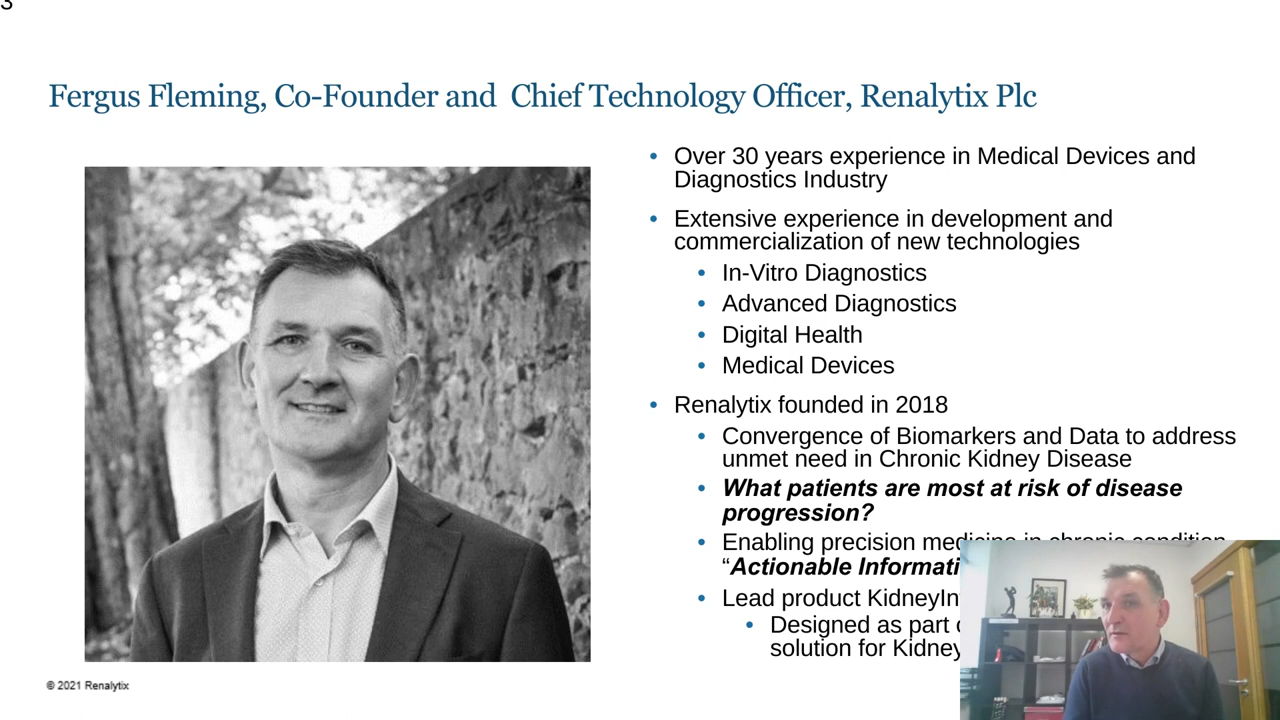 3
Fergus Fleming, Co-Founder and Chief Technology Officer, Renalytix Plc
• Over 30 years experience in Medical Devices and
Diagnostics Industry
• Extensive experience in development and
commercialization of new technologies
• In-Vitro Diagnostics
• Advanced Diagnostics
• Digital Health
• Medical Devices
• Renalytix founded in 2018
• Convergence of Biomarkers and Data to address
unmet need in Chronic Kidney Disease
• What patients are most at risk of disease
progression?
• Enabling precision medicine in chronic condition
“Actionable Informati
• Lead product KidneyIn
• Designed as part
solution for Kidney
© 2021 Renalytix